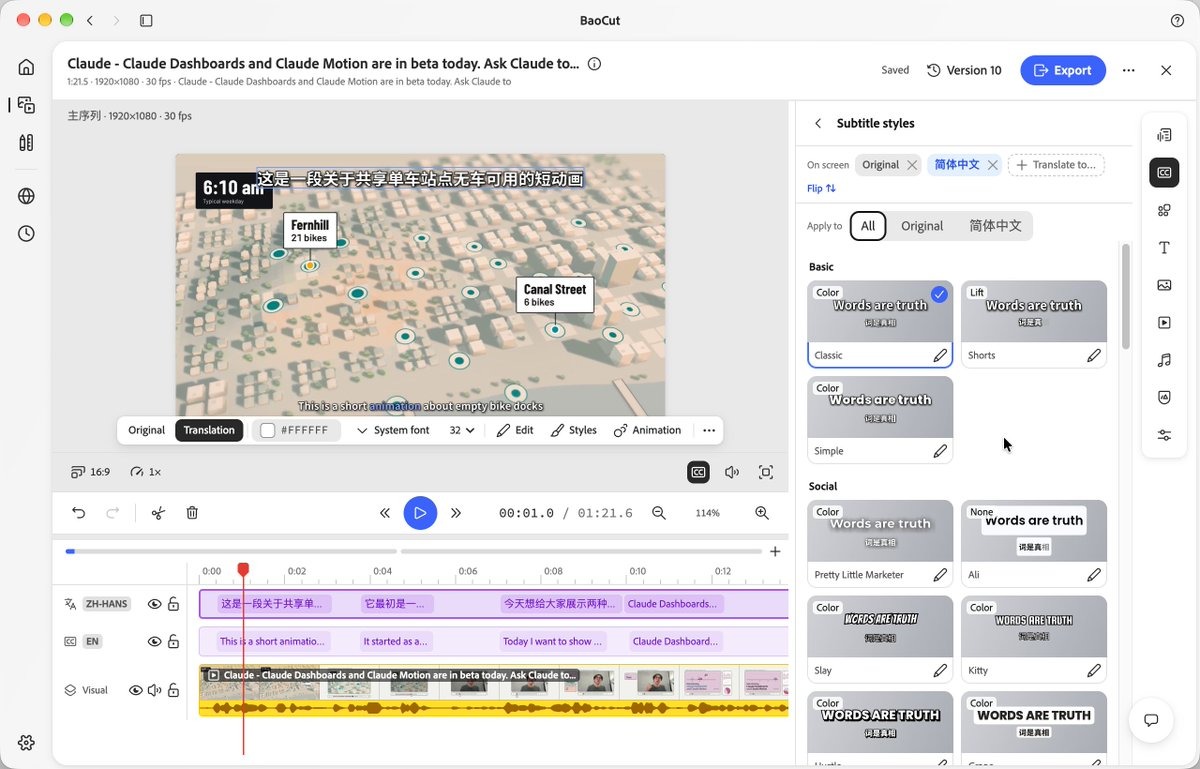 BaoCut
Claude - Claude Dashboards and Claude Motion are in beta today. Ask Claude to...
1:21.5 · 1920×1080 · 30 fps · Claude - Claude Dashboards and Claude Motion are in beta today. Ask Claude to
Saved
Version 10
Export
主序列 · 1920×1080 · 30 fps
6:10 am
Typical weekday
这是一段关于共享单车站点无车可用的短动画
Fernhill
21 bikes
Canal Street
6 bikes
This is a short animation about empty bike docks
Original
Translation
#FFFFFF
System font
32
Edit
Styles
Animation
16:9
1x
00:01.0 / 01:21.6
114%
0:00
0:02
0:04
0:06
0:08
0:10
0:12
ZH-HANS
这是一段关于共享单...
它最初是一...
今天想给大家展示两种...
Claude Dashboards...
EN
This is a short animatio...
It started as a...
Today I want to show ...
Claude Dashboard...
Visual
Claude - Claude Dashboards and Claude Motion are in beta today. Ask Claude to...
Subtitle styles
On screen
Original
简体中文
Translate to...
Flip
Apply to
All
Original
简体中文
Basic
Color
Words are truth
词是真相
Classic
Lift
Words are truth
词是真
Shorts
Color
Words are truth
词是真相
Simple
Social
Color
Words are truth
词是真相
Pretty Little Marketer
None
Words are truth
词是真相
Ali
Color
WORDS ARE TRUTH
词是真相
Slay
Color
WORDS ARE TRUTH
词是真相
Kitty
Color
WORDS ARE TRUTH
词是真相
Color
WORDS ARE TRUTH
词是真相